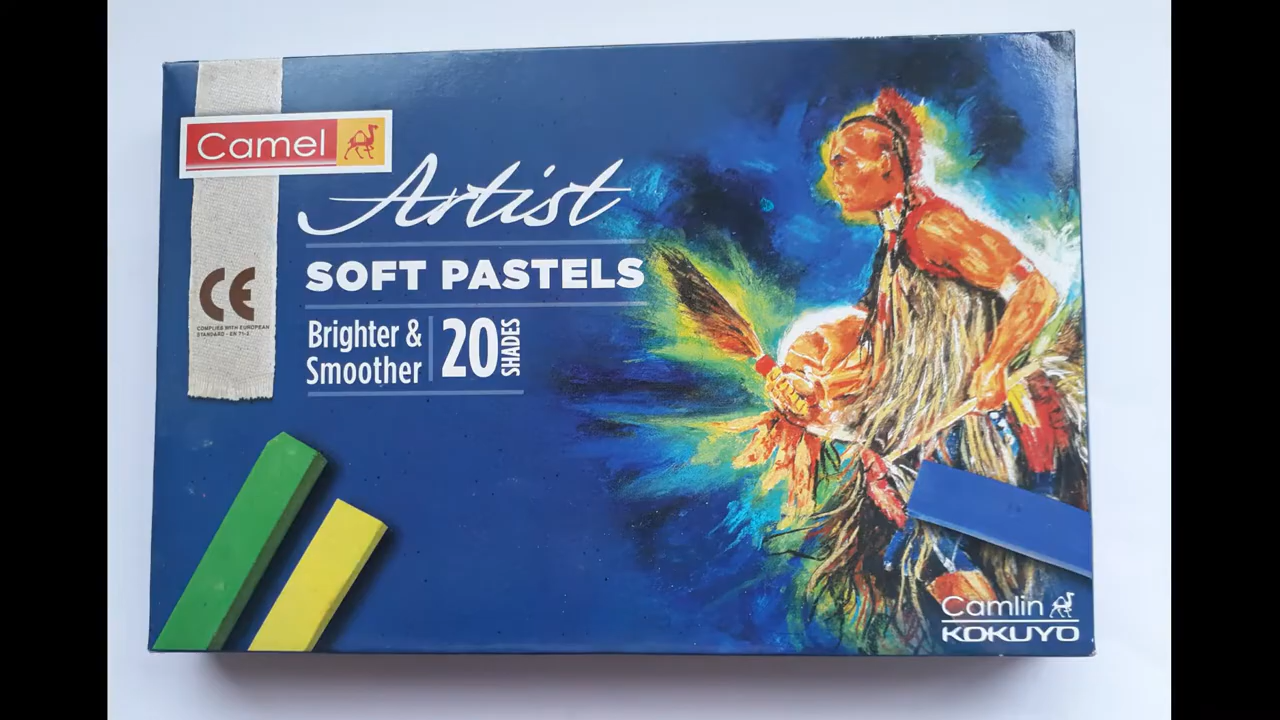 Camel
Artist
SOFT PASTELS
Brighter &
Smoother
20
SHADES
CE
COMPLIES WITH EUROPEAN
STANDARD - EN 71-3
Camlin
KOKUYO